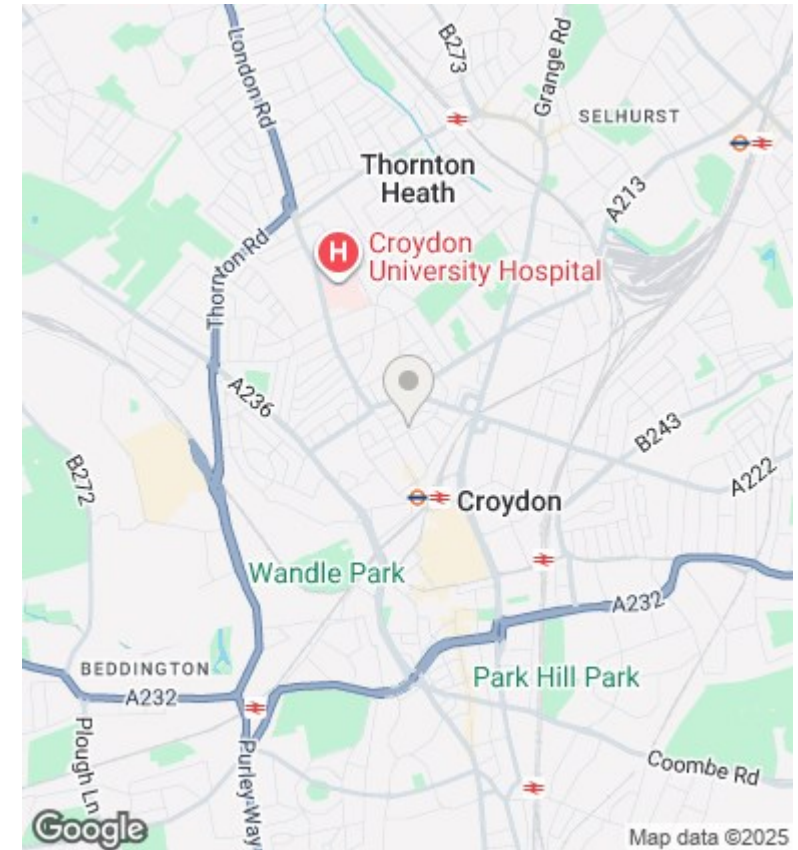 London Rd
B273
Grange Rd
SELHURST
Thornton
Heath
A213
H
Croydon
University Hospital
Thornton Rd
A236
B243
A222
B272
Croydon
Wandle Park
A232
BEDDINGTON
A232
Park Hill Park
Plough Ln
Purley Way
Coombe Rd
Google
Map data ©2025